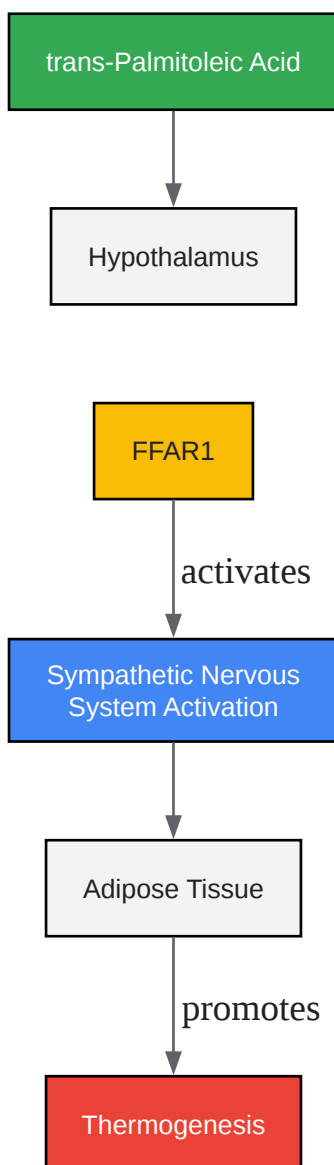 trans-Palmitoleic Acid
Hypothalamus
FFAR1
activates
Sympathetic Nervous
System Activation
Adipose Tissue
promotes
Thermogenesis